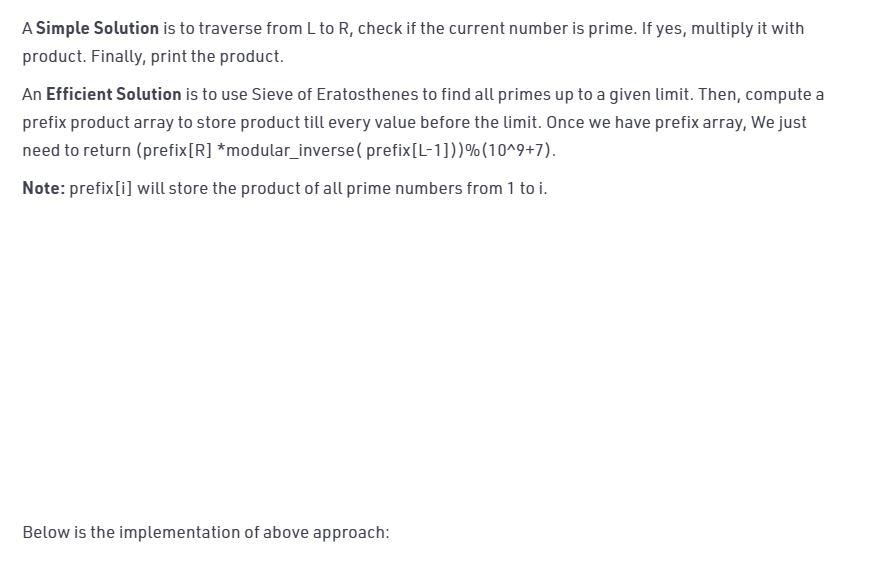 A Simple Solution is to traverse from L to R, check if the current number is prime. If yes, multiply it with
product. Finally, print the product.
An Efficient Solution is to use Sieve of Eratosthenes to find all primes up to a given limit. Then, compute a
prefix product array to store product till every value before the limit. Once we have prefix array, We just
need to return (prefix[R] *modular_inverse( prefix[L-1]))%(10^9+7).
Note: prefix[i] will store the product of all prime numbers from 1 to i.
Below is the implementation of above approach: